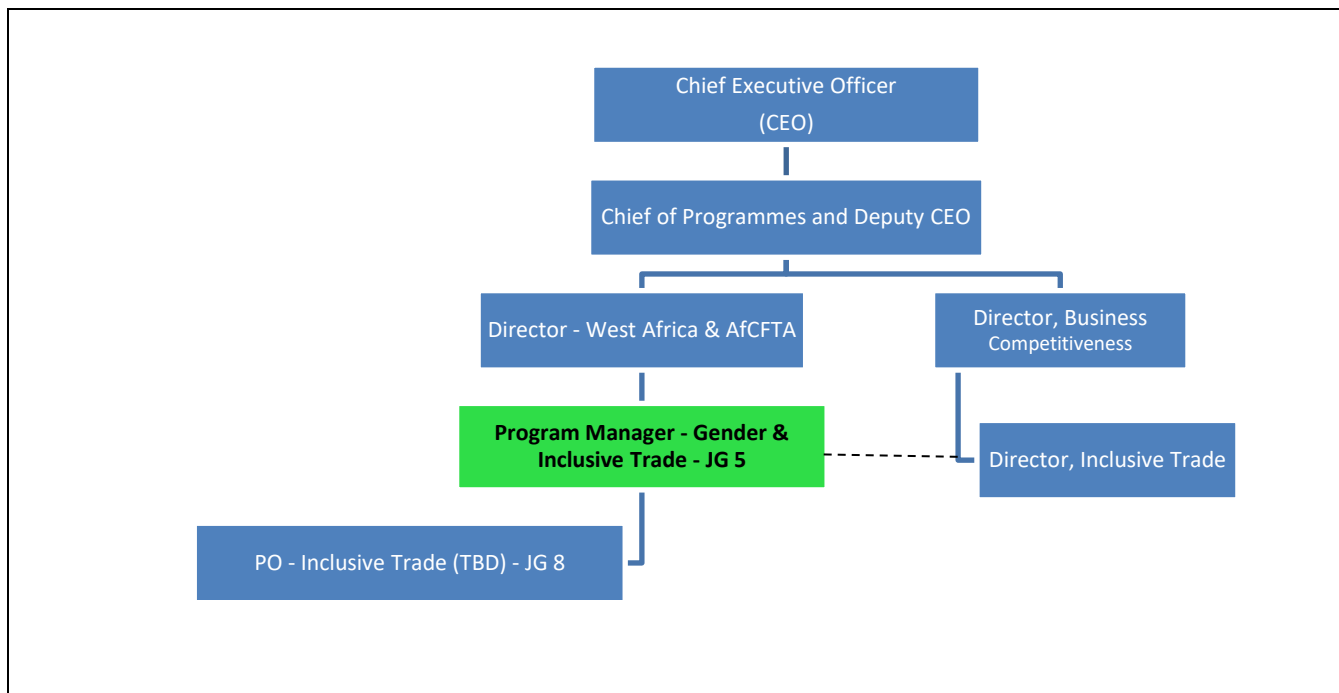 Chief Executive Officer
(CEO)
Chief of Programmes and Deputy CEO
Director - West Africa & AfCFTA
Director, Business
Competitiveness
Program Manager - Gender &
Inclusive Trade - JG 5
Director, Inclusive Trade
PO - Inclusive Trade (TBD) - JG 8